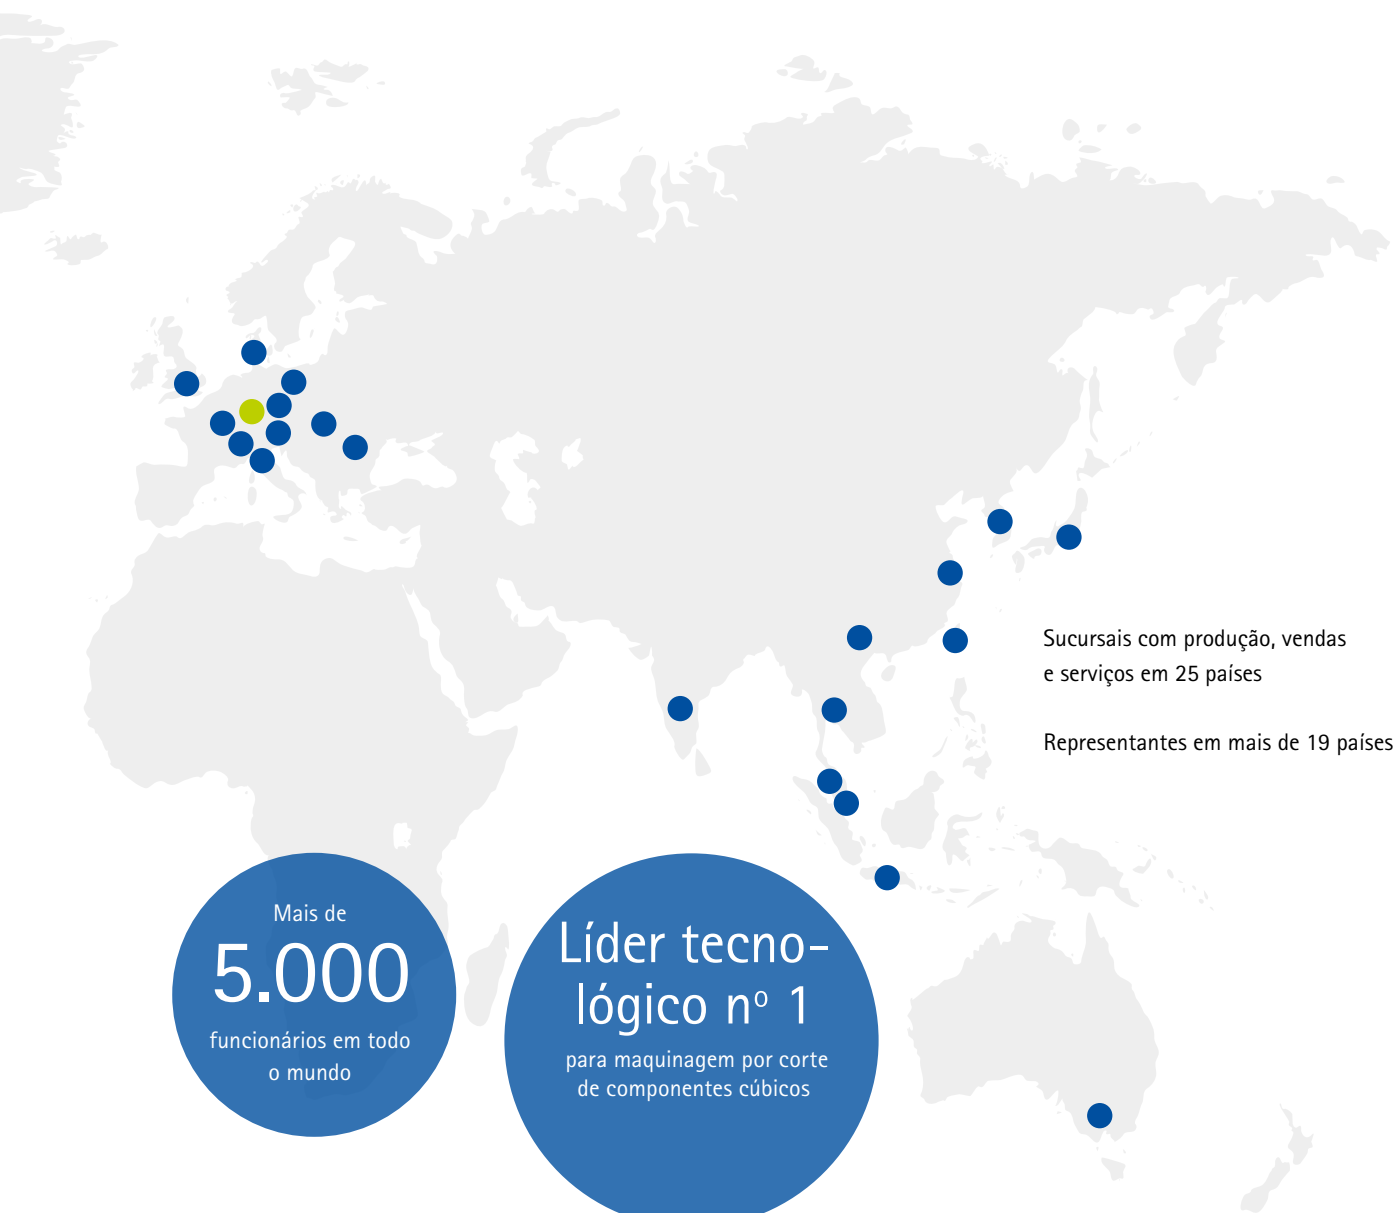 Sucursais com produção, vendas
e serviços em 25 países
Representantes em mais de 19 países
Mais de
5.000
funcionários em todo
o mundo
Líder tecno-
lógico nº 1
para maquinagem por corte
de componentes cúbicos